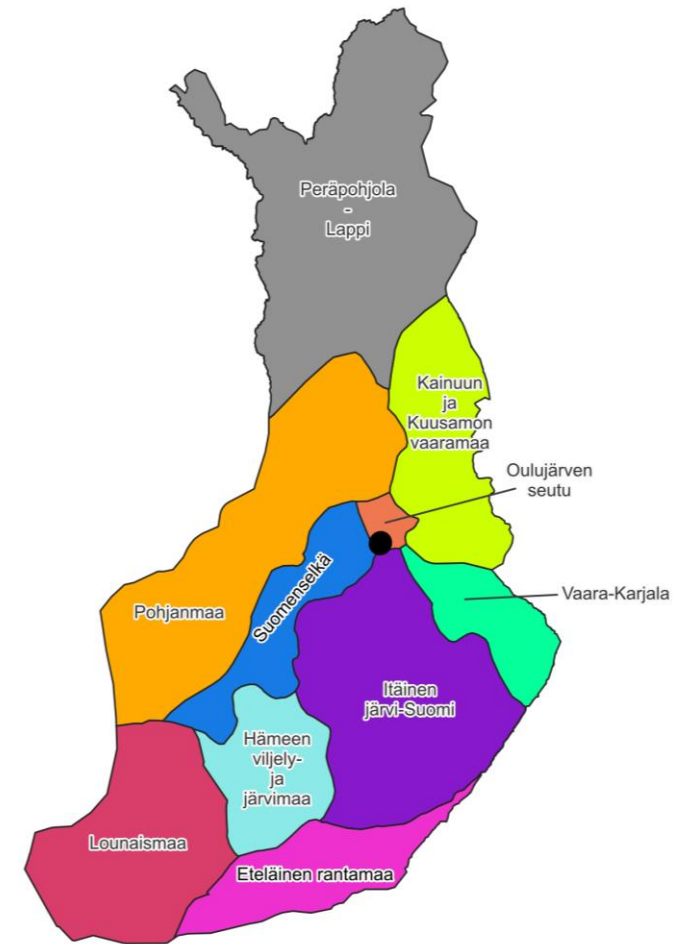 Peräpohjola
-
Lappi
Kainuun
ja
Kuusamon
vaaramaa
Oulujärven
seutu
Suomenselkä
Vaara-Karjala
Pohjanmaa
Itäinen
järvi-Suomi
Hämeen
viljely-
ja
järvimaa
Lounaismaa
Eteläinen rantamaa